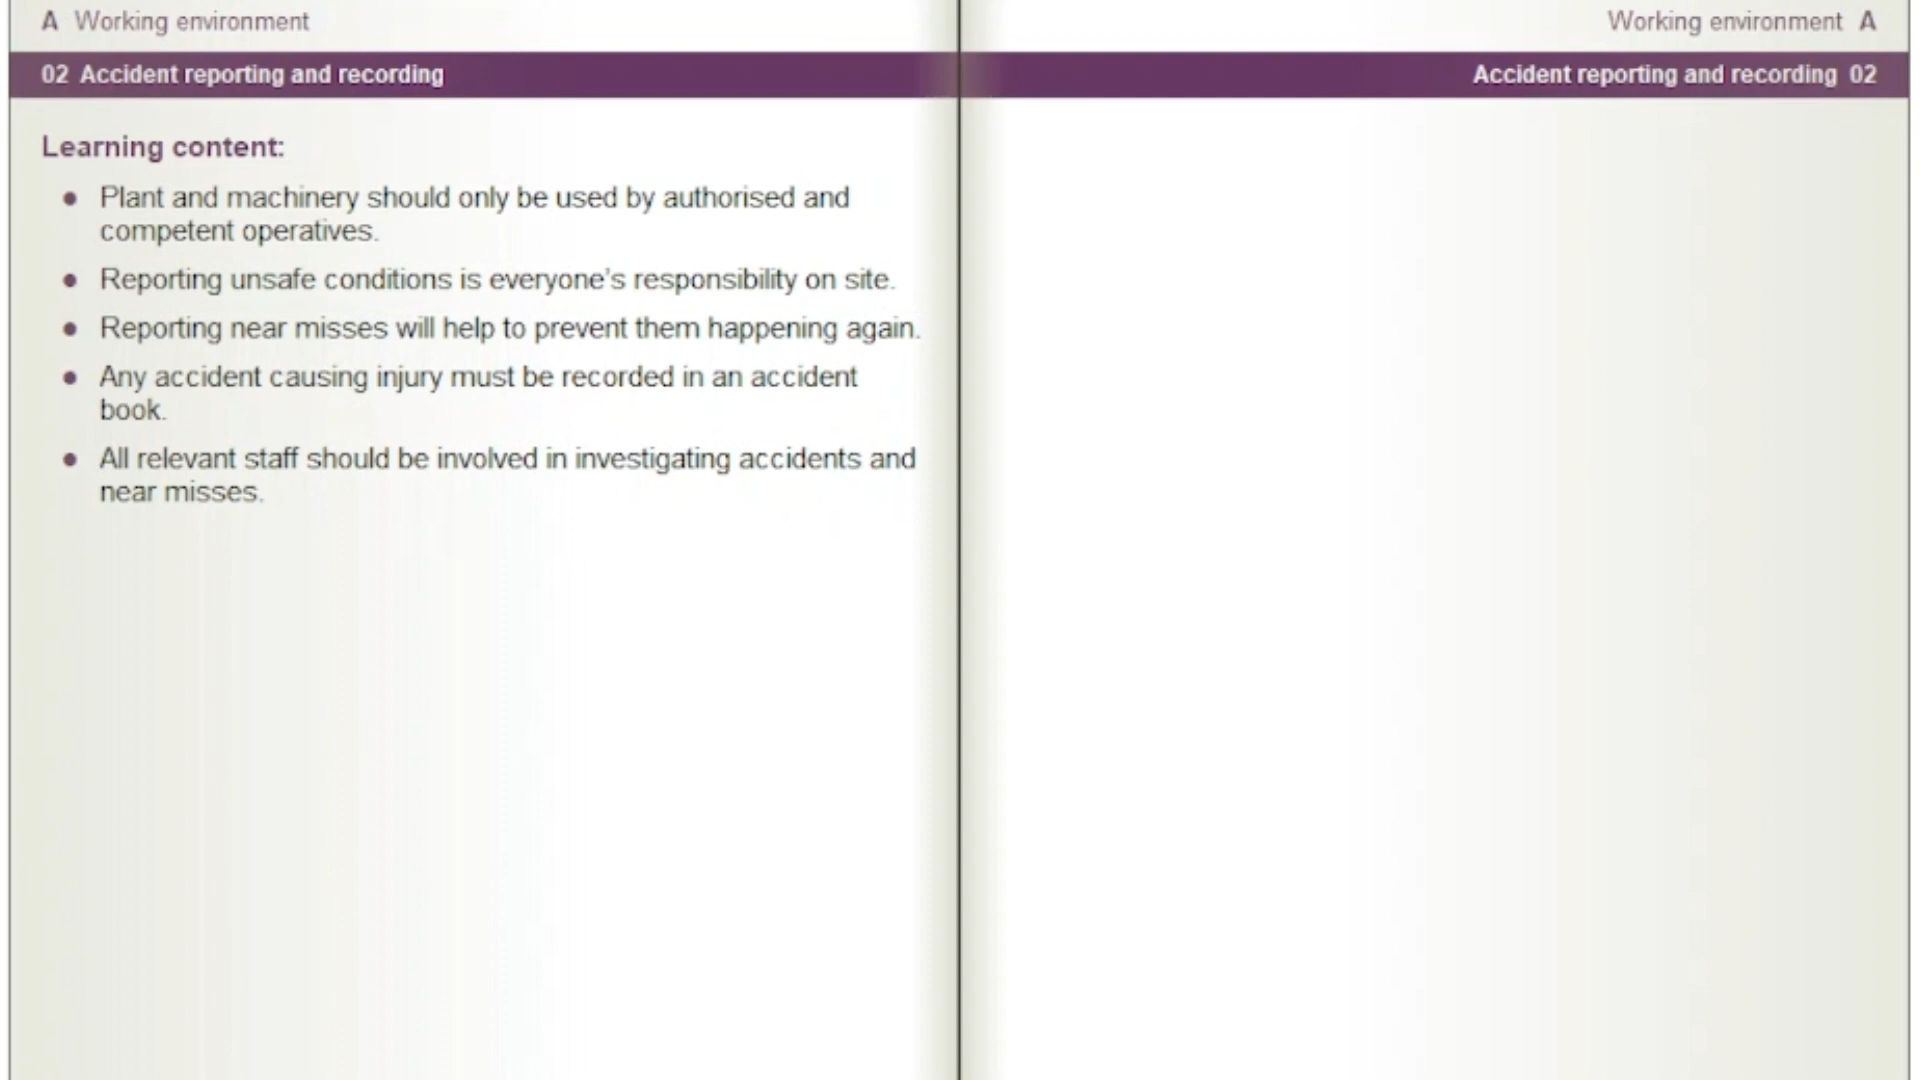 A Working environment
02 Accident reporting and recording
Learning content:
● Plant and machinery should only be used by authorised and
competent operatives.
● Reporting unsafe conditions is everyone's responsibility on site.
● Reporting near misses will help to prevent them happening again.
● Any accident causing injury must be recorded in an accident
book.
● All relevant staff should be involved in investigating accidents and
near misses.
Working environment A
Accident reporting and recording 02